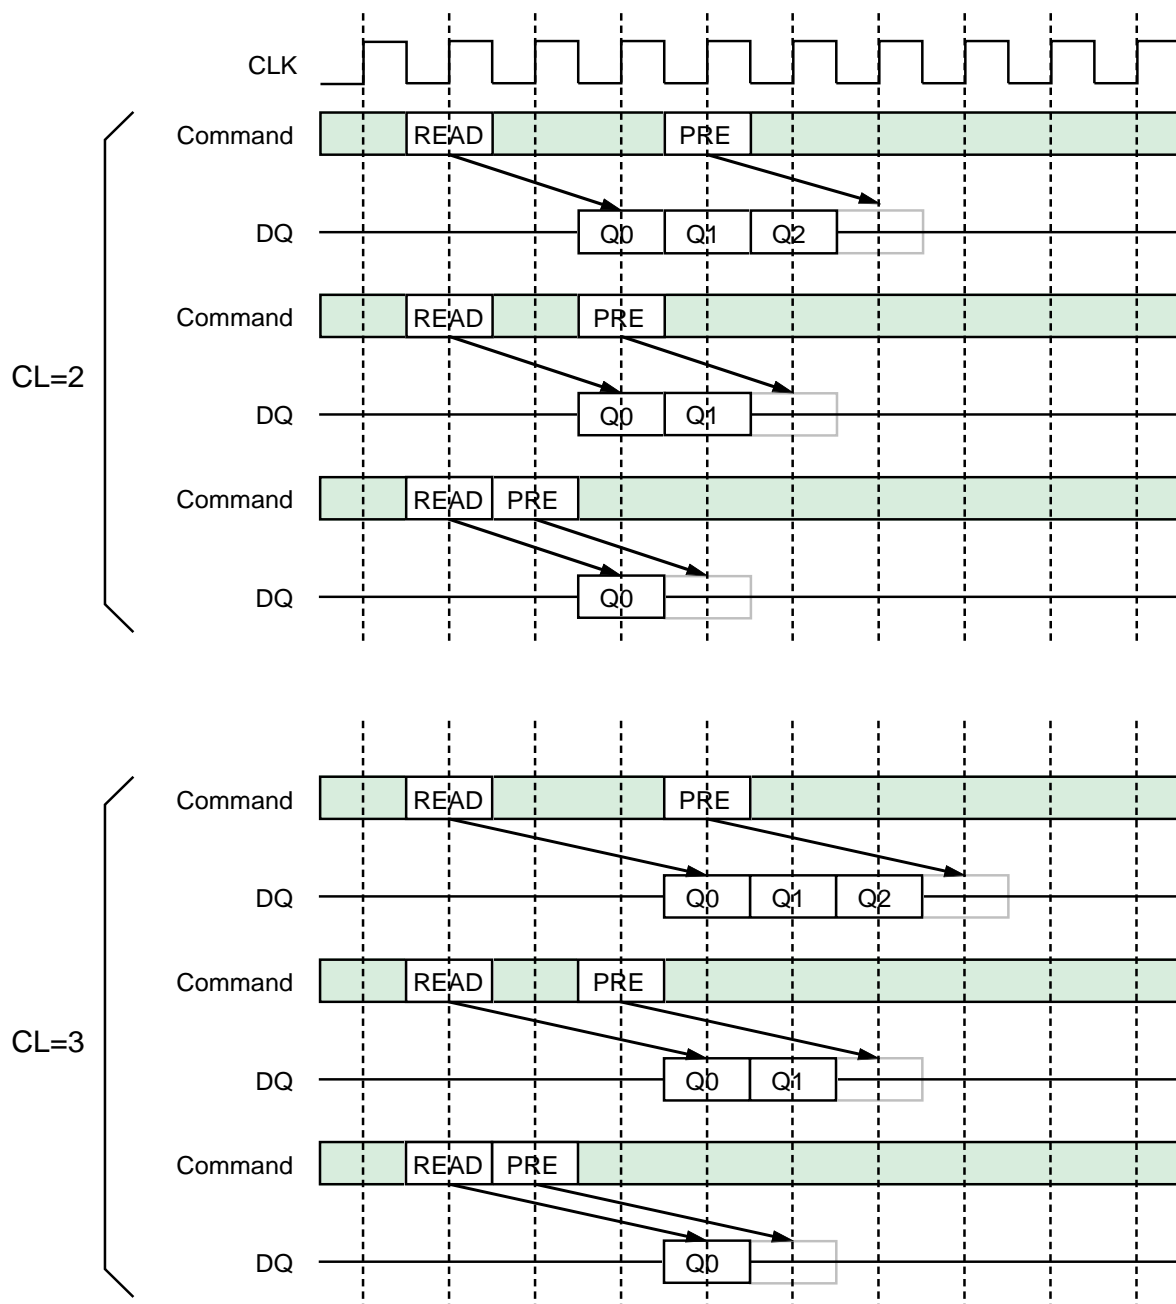 CLK
Command READ PRE
DQ Q0 Q1 Q2
Command READ PRE
CL=2
DQ Q0 Q1
Command READ PRE
DQ Q0
Command READ PRE
DQ Q0 Q1 Q2
Command READ PRE
CL=3
DQ Q0 Q1
Command READ PRE
DQ Q0